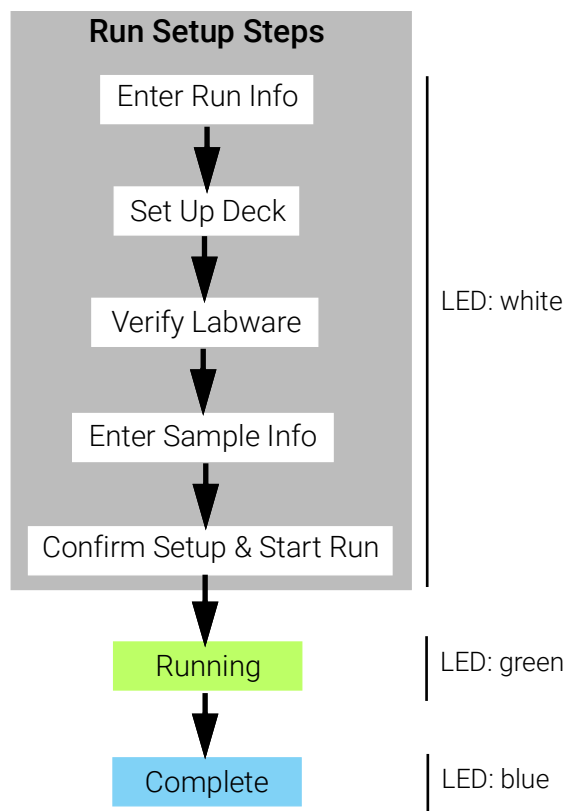 Run Setup Steps
Enter Run Info
Set Up Deck
Verify Labware
LED: white
Enter Sample Info
Confirm Setup & Start Run
Running
LED: green
Complete
LED: blue